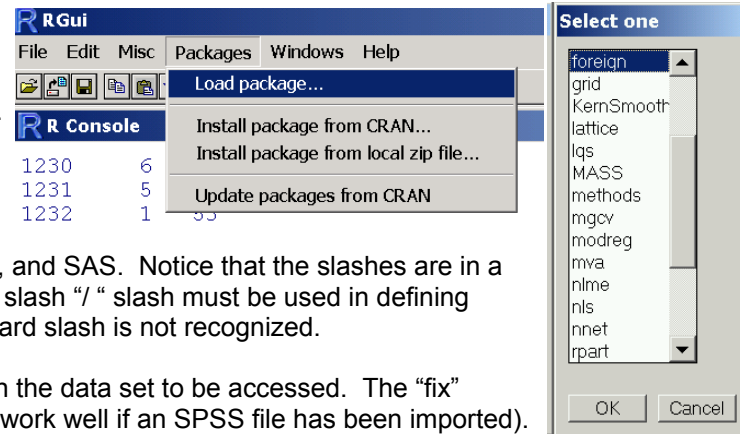 RGui
File Edit Misc Packages Windows Help
Load package...
Install package from CRAN...
Install package from local zip file...
Update packages from CRAN
R Console
1230 6
1231 5
1232 1
Select one
foreign
grid
KernSmooth
lattice
lqs
MASS
methods
mgcv
modreg
mva
nlme
nls
nnet
rpart
OK Cancel
, and SAS. Notice that the slashes are in a
slash “/ “ slash must be used in defining
ard slash is not recognized.
the data set to be accessed. The “fix”
work well if an SPSS file has been imported).